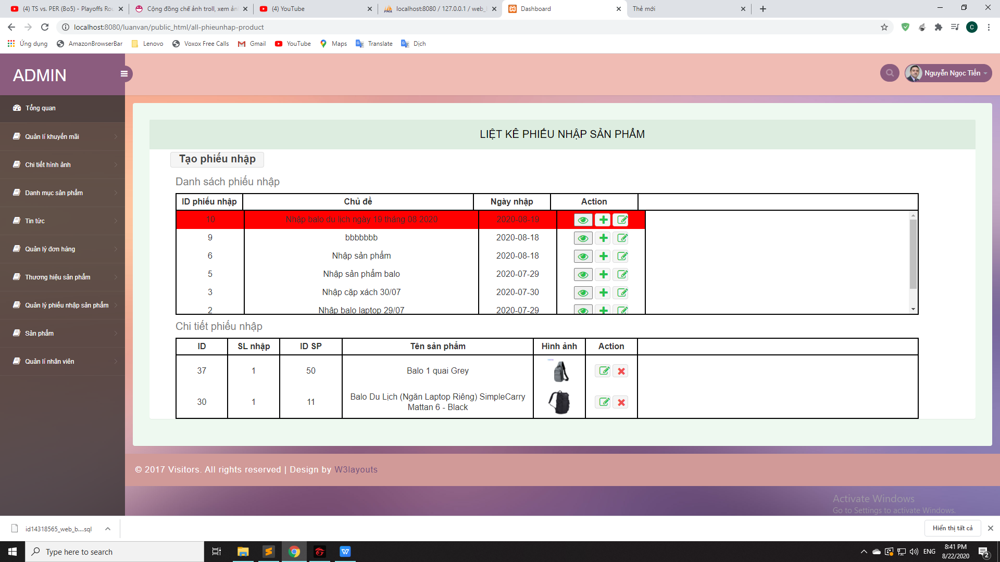 (4) TS vs. PER (Bo5) - Playoffs Rou
Cộng đồng chế ảnh troll, xem ản
(4) YouTube
localhost:8080 / 127.0.0.1 / web_
Dashboard
Thẻ mới
localhost:8080/luanvan/public_html/all-phieunhap-product
C
Ứng dụng
AmazonBrowserBar
Lenovo
Voxox Free Calls
Gmail
YouTube
Maps
Translate
Dịch
ADMIN
Nguyễn Ngọc Tiến
Tổng quan
Quản lí khuyến mãi
Chi tiết hình ảnh
Danh mục sản phẩm
Tin tức
Quản lý đơn hàng
Thương hiệu sản phẩm
Quản lý phiếu nhập sản phẩm
Sản phẩm
Quản lí nhân viên
LIỆT KÊ PHIẾU NHẬP SẢN PHẨM
Tạo phiếu nhập
Danh sách phiếu nhập
ID phiếu nhập Chủ đề Ngày nhập Action
10 Nhập balo du lịch ngày 19 tháng 08 2020 2020-08-19
9 bbbbbbb 2020-08-18
6 Nhập sản phẩm 2020-08-18
5 Nhập sản phẩm balo 2020-07-29
3 Nhập cặp xách 30/07 2020-07-30
2 Nhập balo laptop 29/07 2020-07-29
Chi tiết phiếu nhập
ID SL nhập ID SP Tên sản phẩm Hình ảnh Action
37 1 50 Balo 1 quai Grey
30 1 11 Balo Du Lịch (Ngăn Laptop Riêng) SimpleCarry
Mattan 6 - Black
© 2017 Visitors. All rights reserved | Design by W3layouts
Activate Windows
Go to Settings to activate Windows.
id14318565_web_b....sql
Hiển thị tất cả
Type here to search
ENG
8:41 PM
8/22/2020
2